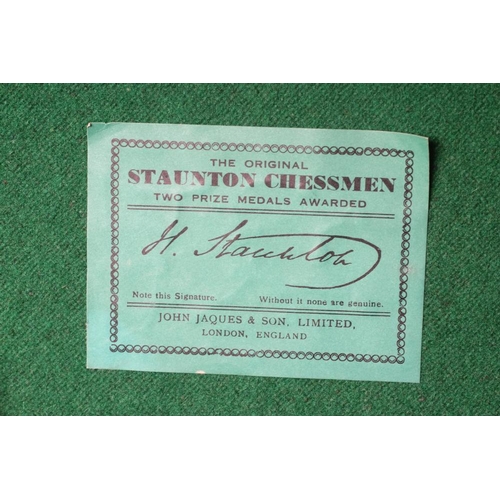 THE ORIGINAL
STAUNTON CHESSMEN
TWO PRIZE MEDALS AWARDED
H. Staunton
Note this Signature. Without it none are genuine.
JOHN JAQUES & SON, LIMITED,
LONDON, ENGLAND